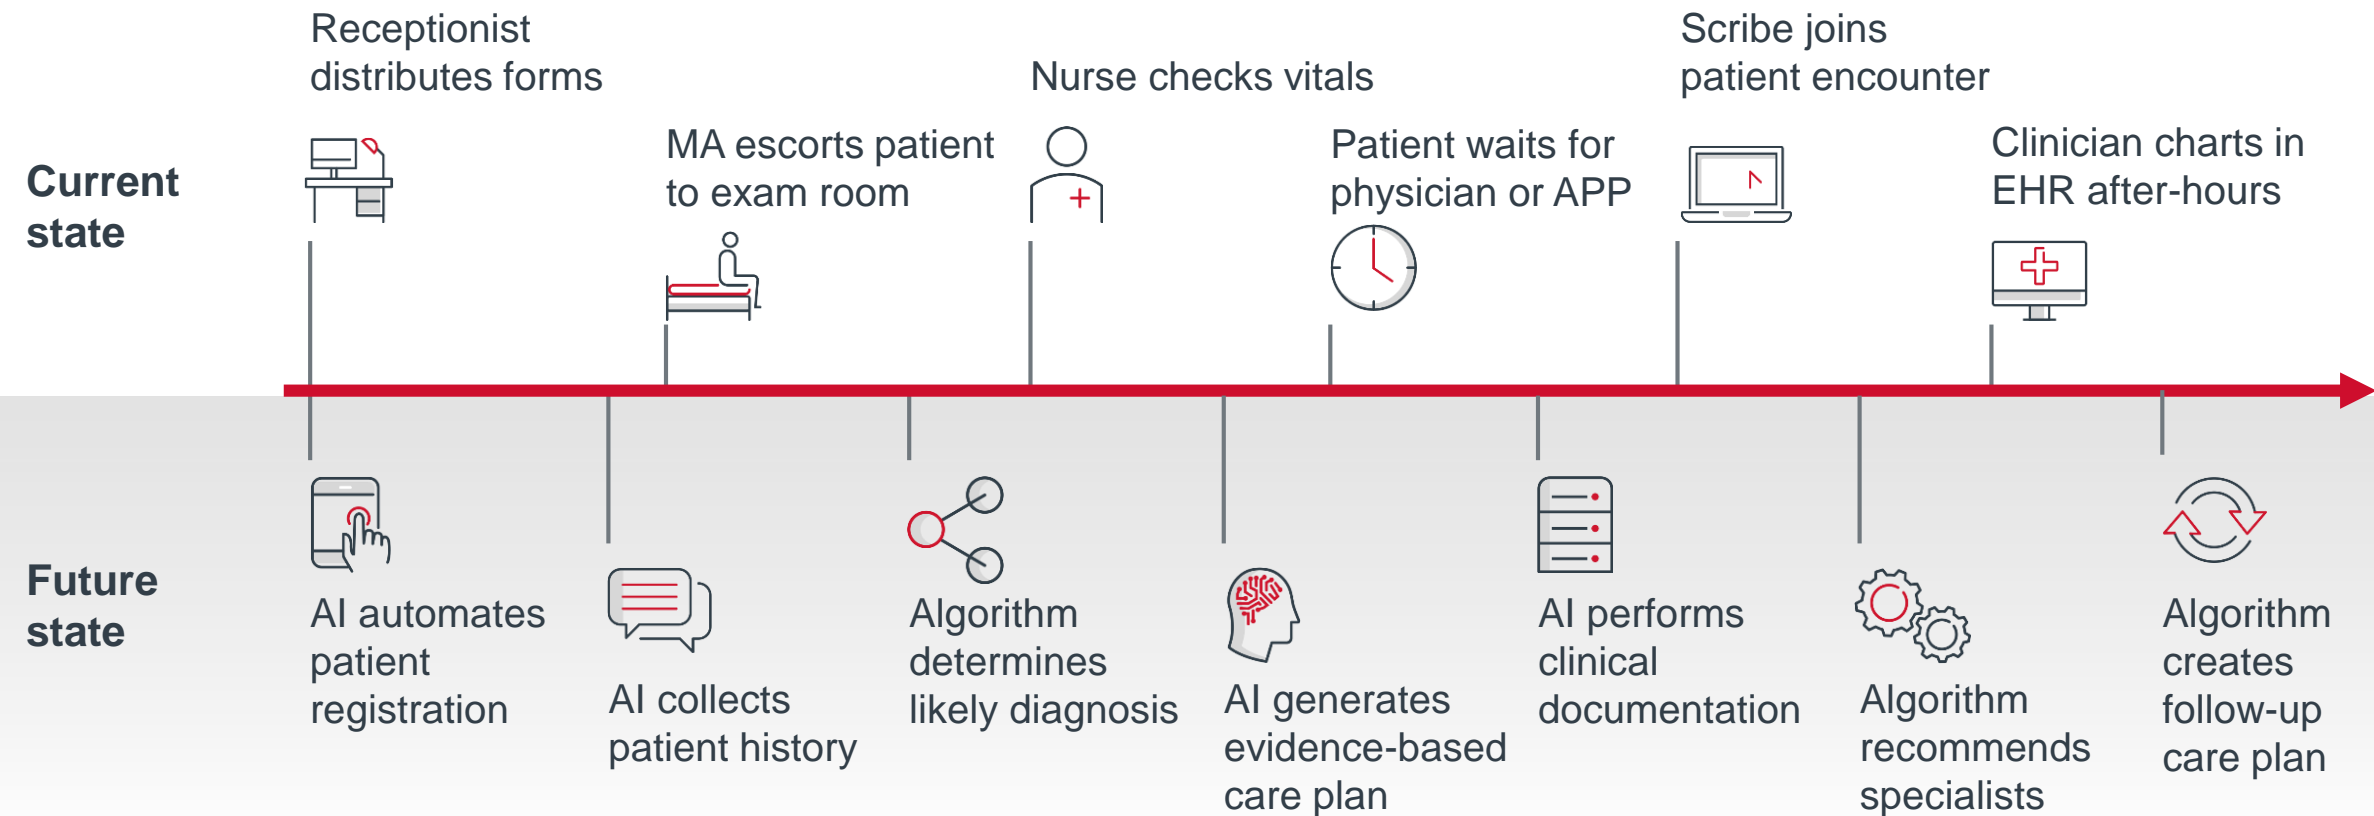 Current
state
Receptionist
distributes forms
MA escorts patient
to exam room
Nurse checks vitals
Patient waits for
physician or APP
Scribe joins
patient encounter
Clinician charts in
EHR after-hours
Future
state
AI automates
patient
registration
AI collects
patient history
Algorithm
determines
likely diagnosis
AI generates
evidence-based
care plan
AI performs
clinical
documentation
Algorithm
recommends
specialists
Algorithm
creates
follow-up
care plan